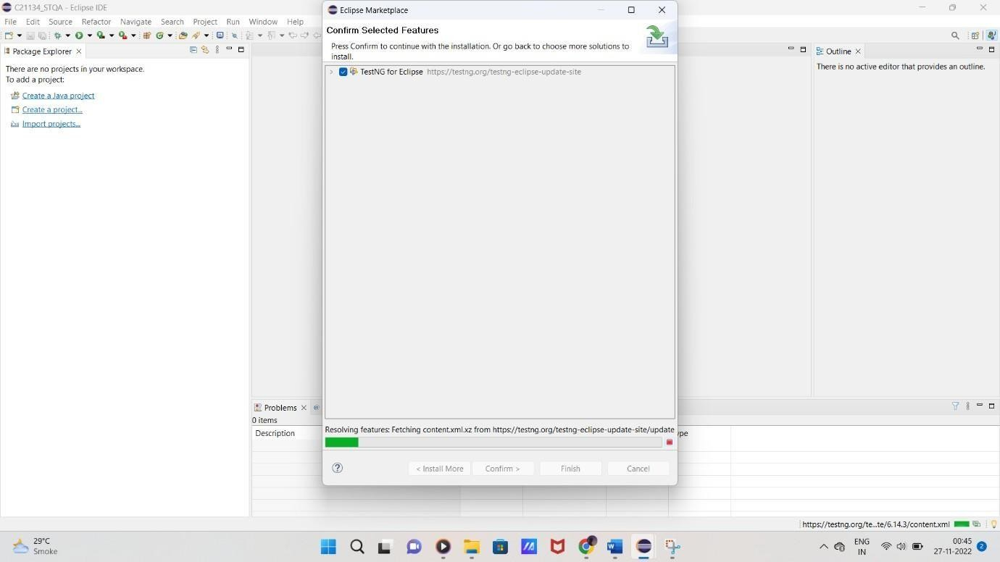 C21134_STQA - Eclipse IDE
File Edit Source Refactor Navigate Search Project Run Window Help
Package Explorer
There are no projects in your workspace.
To add a project:
Create a Java project
Create a project...
Import projects...
Eclipse Marketplace
Confirm Selected Features
Press Confirm to continue with the installation. Or go back to choose more solutions to
install.
TestNG for Eclipse https://testng.org/testng-eclipse-update-site
Resolving features: Fetching content.xml.xz from https://testng.org/testng-eclipse-update-site/update
< Install More Confirm > Finish Cancel
Outline
There is no active editor that provides an outline.
Problems
0 items
Description
ype
https://testng.org/te...te/6.14.3/content.xml
29°C
Smoke
ENG
IN
00:45
27-11-2022
2